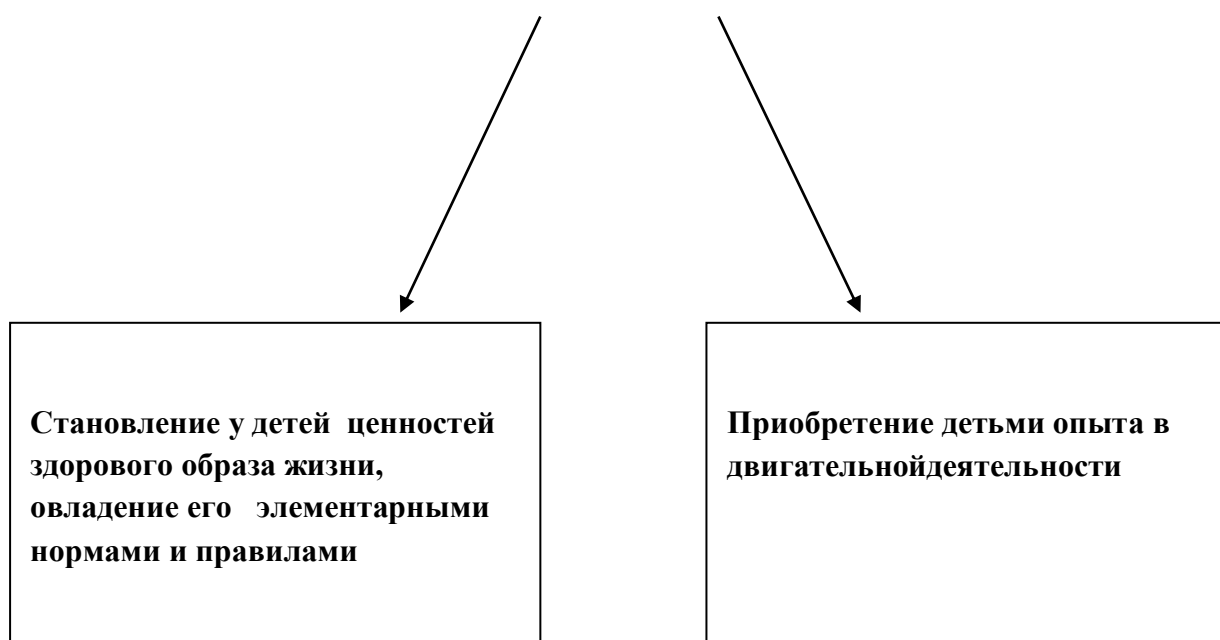 Становление у детей ценностей
здорового образа жизни,
овладение его элементарными
нормами и правилами
Приобретение детьми опыта в
двигательнойдеятельности